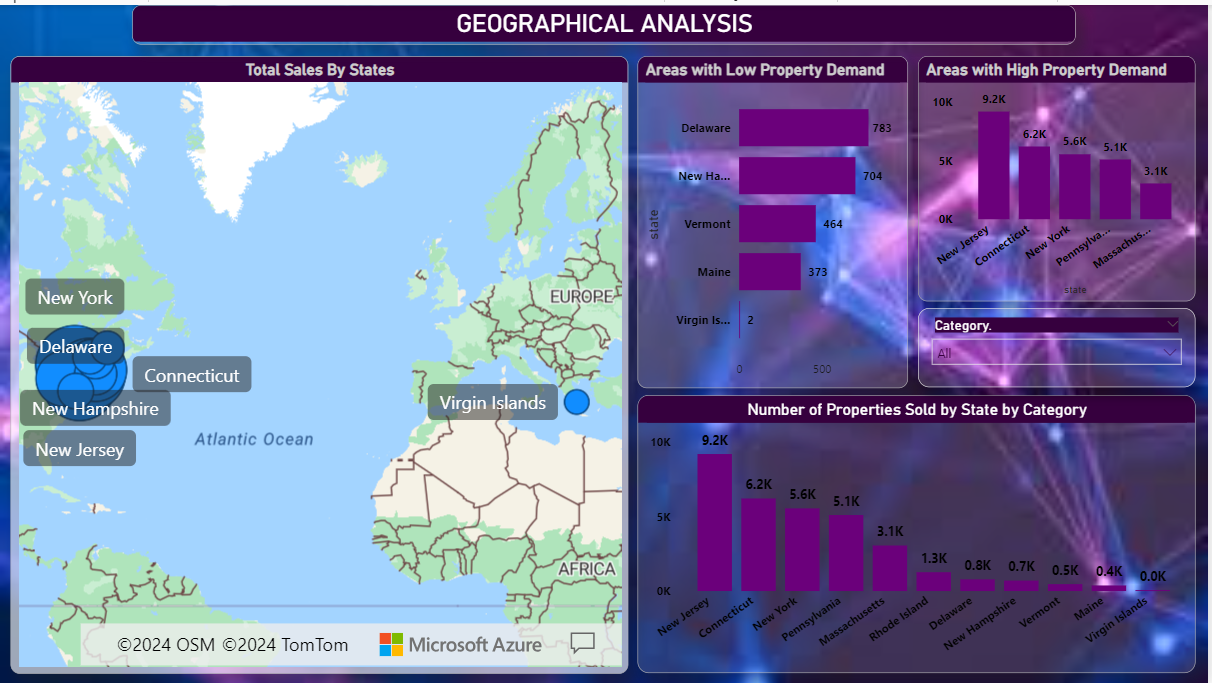 GEOGRAPHICAL ANALYSIS
Total Sales By States
New York
Delaware
Connecticut
New Hampshire
New Jersey
Virgin Islands
EUROPE
Atlantic Ocean
AFRICA
©2024 OSM ©2024 TomTom
Microsoft Azure
Areas with Low Property Demand
state
Delaware 783
New Ha... 704
Vermont 464
Maine 373
Virgin Is... 2
0 500
Areas with High Property Demand
10K
5K
0K
9.2K
6.2K
5.6K
5.1K
3.1K
New Jersey
Connecticut
New York
Pennsylva...
Massachus...
state
Category.
All
Number of Properties Sold by State by Category
10K
5K
0K
9.2K
6.2K
5.6K
5.1K
3.1K
1.3K
0.8K
0.7K
0.5K
0.4K
0.0K
New Jersey
Connecticut
New York
Pennsylvania
Massachusetts
Rhode Island
Delaware
New Hampshire
Vermont
Maine
Virgin Islands